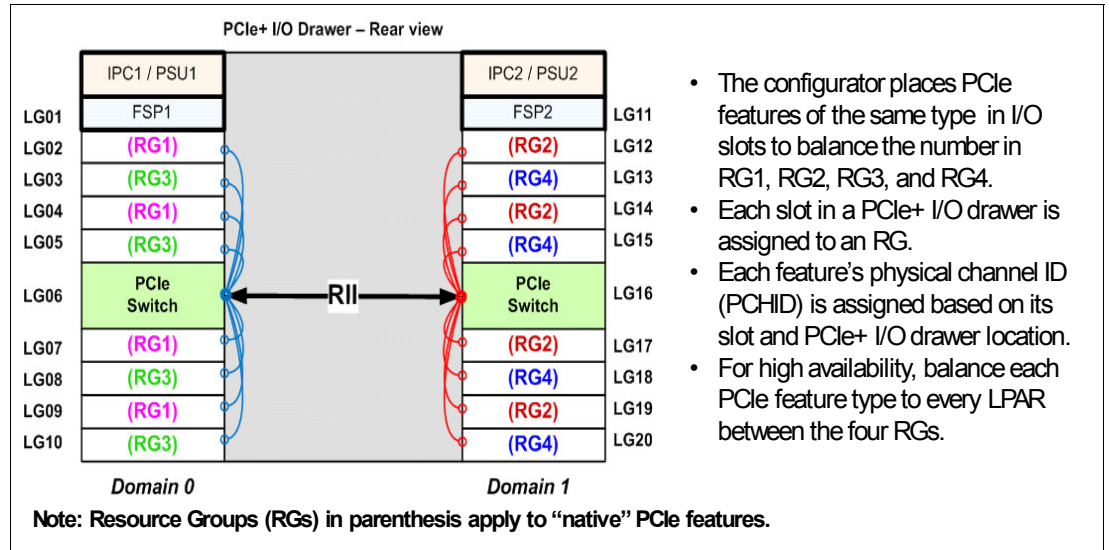 PCIe+ I/O Drawer – Rear view
IPC1 / PSU1
IPC2 / PSU2
LG01 FSP1 FSP2 LG11
LG02 (RG1) (RG2) LG12
LG03 (RG3) (RG4) LG13
LG04 (RG1) (RG2) LG14
LG05 (RG3) (RG4) LG15
LG06 PCIe Switch RII PCIe Switch LG16
LG07 (RG1) (RG2) LG17
LG08 (RG3) (RG4) LG18
LG09 (RG1) (RG2) LG19
LG10 (RG3) (RG4) LG20
Domain 0 Domain 1
• The configurator places PCIe
features of the same type in I/O
slots to balance the number in
RG1, RG2, RG3, and RG4.
• Each slot in a PCIe+ I/O drawer is
assigned to an RG.
• Each feature's physical channel ID
(PCHID) is assigned based on its
slot and PCIe+ I/O drawer location.
• For high availability, balance each
PCIe feature type to every LPAR
between the four RGs.
Note: Resource Groups (RGs) in parenthesis apply to “native” PCIe features.